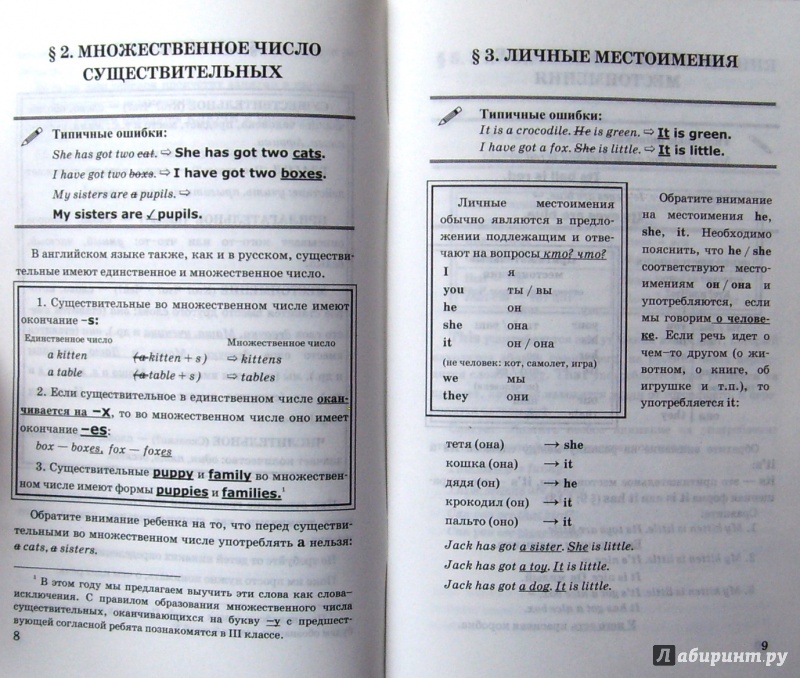 § 2. МНОЖЕСТВЕННОЕ ЧИСЛО
СУЩЕСТВИТЕЛЬНЫХ
Типичные ошибки:
She has got two cat. ⇨ She has got two cats.
I have got two boxs. ⇨ I have got two boxes.
My sisters are a pupils. ⇨
My sisters are ✓pupils.
В английском языке также, как и в русском, существи-
тельные имеют единственное и множественное число.
1. Существительные во множественном числе имеют
окончание –s:
Единственное число Множественное число
a kitten (a kitten + s) ⇨ kittens
a table (a table + s) ⇨ tables
2. Если существительное в единственном числе окан-
чивается на –x, то во множественном числе оно имеет
окончание –es:
box – boxes, fox – foxes
3. Существительные puppy и family во множествен-
ном числе имеют формы puppies и families.¹
Обратите внимание ребенка на то, что перед существи-
тельными во множественном числе употреблять a нельзя:
a cats, a sisters.
¹ В этом году мы предлагаем выучить эти слова как слова-
исключения. С правилом образования множественного числа
существительных, оканчивающихся на букву –y с предшест-
вующей согласной ребята познакомятся в III классе.
8
§ 3. ЛИЧНЫЕ МЕСТОИМЕНИЯ
Типичные ошибки:
It is a crocodile. He is green. ⇨ It is green.
I have got a fox. She is little. ⇨ It is little.
Личные местоимения
обычно являются в предло-
жении подлежащим и отве-
чают на вопросы кто? что?
I я
you ты / вы
he он
she она
it он / она
(не человек: кот, самолет, игра)
we мы
they они
Обратите внимание
на местоимения he,
she, it. Необходимо
пояснить, что he / she
соответствуют место-
имениям он / она и
употребляются, если
мы говорим о челове-
ке. Если речь идет о
чем–то другом (о жи-
вотном, о книге, об
игрушке и т.п.), то
употребляется it:
тетя (она) → she
кошка (она) → it
дядя (он) → he
крокодил (он) → it
пальто (оно) → it
Jack has got a sister. She is little.
Jack has got a toy. It is little.
Jack has got a dog. It is little.
9
Лабиринт.ру